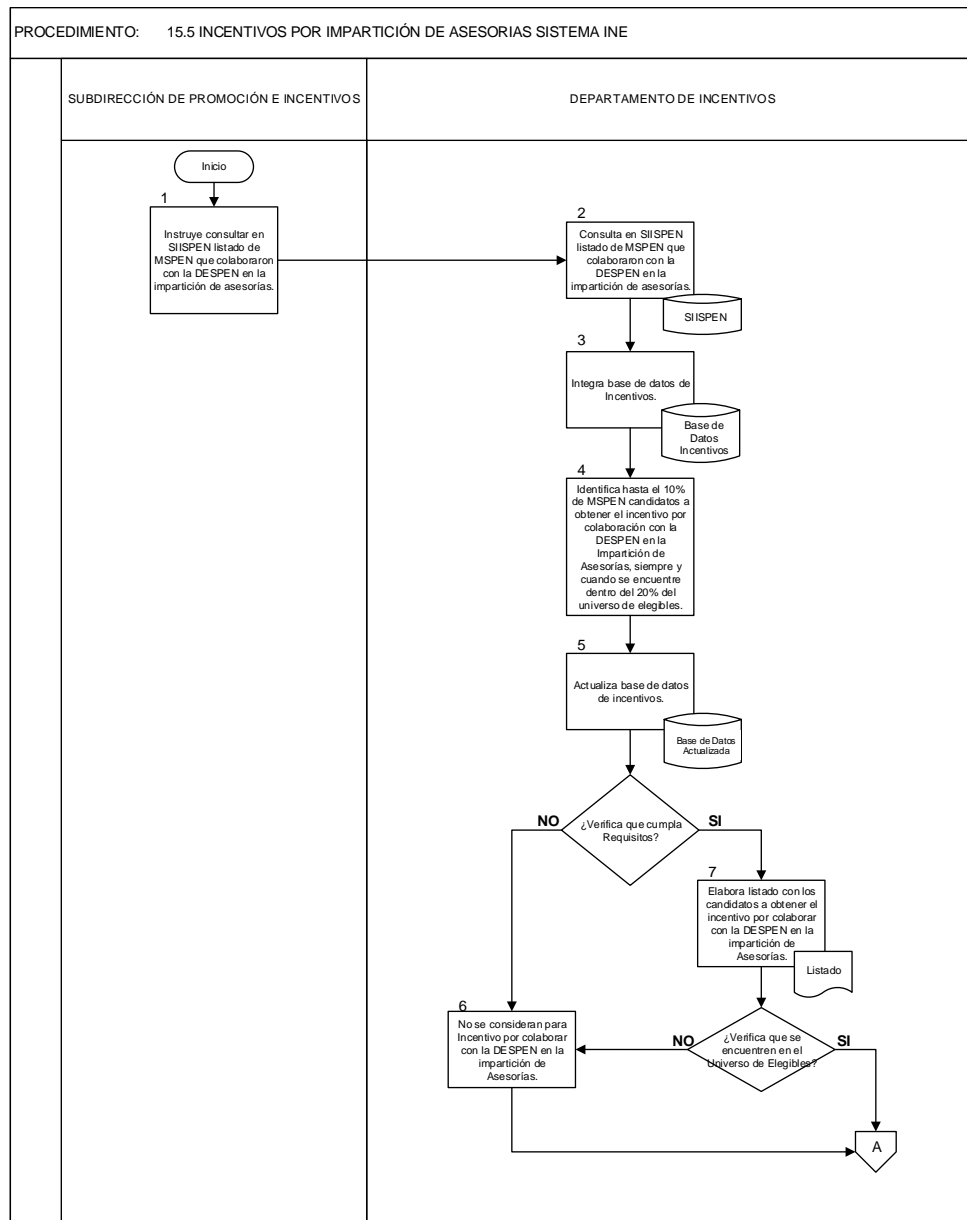 PROCEDIMIENTO: 15.5 INCENTIVOS POR IMPARTICIÓN DE ASESORIAS SISTEMA INE
SUBDIRECCIÓN DE PROMOCIÓN E INCENTIVOS
DEPARTAMENTO DE INCENTIVOS
Inicio
1
Instruye consultar en
SIISPEN listado de
MSPEN que colaboraron
con la DESPEN en la
impartición de asesorías.
2
Consulta en SIISPEN
listado de MSPEN que
colaboraron con la
DESPEN en la
impartición de asesorías.
SIISPEN
3
Integra base de datos de
Incentivos.
Base de
Datos
Incentivos
4
Identifica hasta el 10%
de MSPEN candidatos a
obtener el incentivo por
colaboración con la
DESPEN en la
Impartición de
Asesorías, siempre y
cuando se encuentre
dentro del 20% del
universo de elegibles.
5
Actualiza base de datos
de incentivos.
Base de Datos
Actualizada
¿Verifica que cumpla
Requisitos?
NO
SI
7
Elabora listado con los
candidatos a obtener el
incentivo por colaborar
con la DESPEN en la
impartición de
Asesorías.
Listado
6
No se consideran para
Incentivo por colaborar
con la DESPEN en la
impartición de
Asesorías.
¿Verifica que se
encuentren en el
Universo de Elegibles?
NO
SI
A